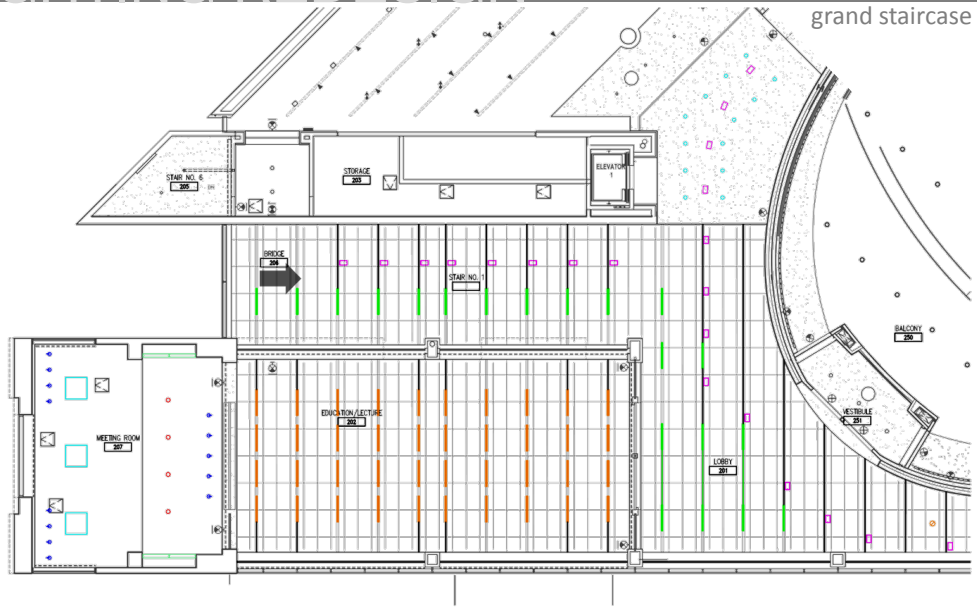 grand staircase
STAIR NO. 6
205
STORAGE
203
ELEVATOR
1
BRIDGE
206
STAIR NO. 1
BALCONY
250
EDUCATION/LECTURE
202
VESTIBULE
251
MEETING ROOM
207
LOBBY
201